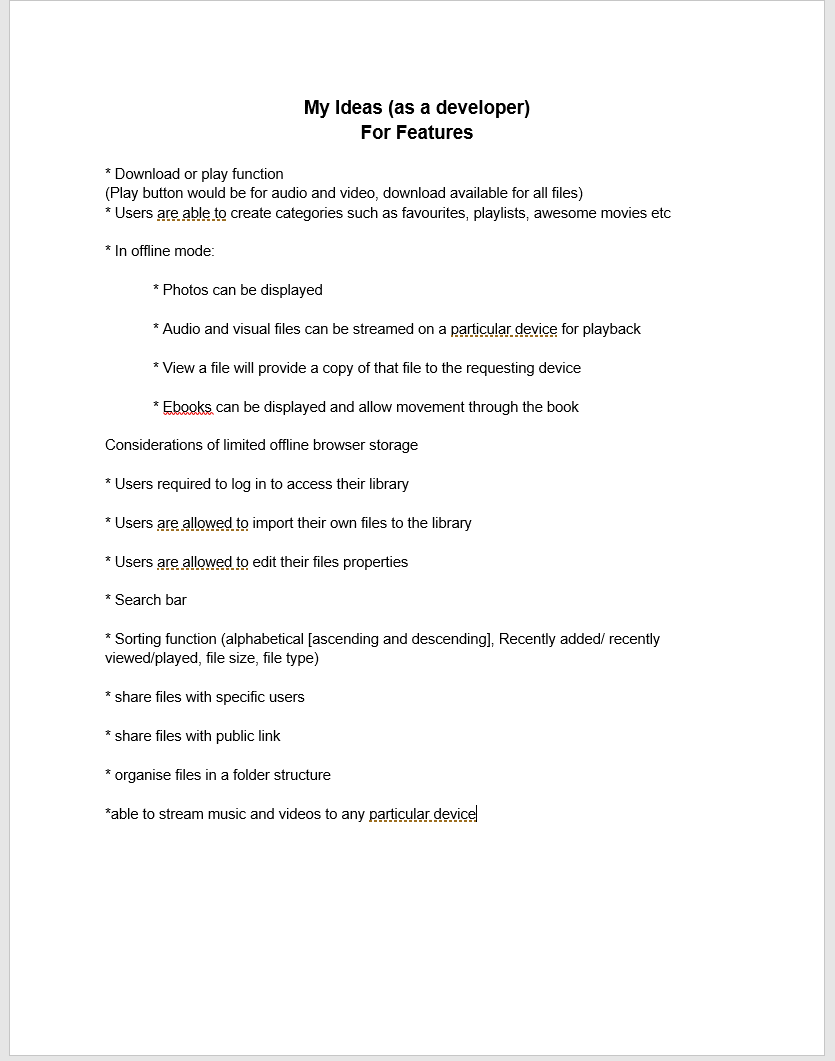 My Ideas (as a developer)
For Features
* Download or play function
(Play button would be for audio and video, download available for all files)
* Users are able to create categories such as favourites, playlists, awesome movies etc
* In offline mode:
* Photos can be displayed
* Audio and visual files can be streamed on a particular device for playback
* View a file will provide a copy of that file to the requesting device
* Ebooks can be displayed and allow movement through the book
Considerations of limited offline browser storage
* Users required to log in to access their library
* Users are allowed to import their own files to the library
* Users are allowed to edit their files properties
* Search bar
* Sorting function (alphabetical [ascending and descending], Recently added/ recently
viewed/played, file size, file type)
* share files with specific users
* share files with public link
* organise files in a folder structure
*able to stream music and videos to any particular device